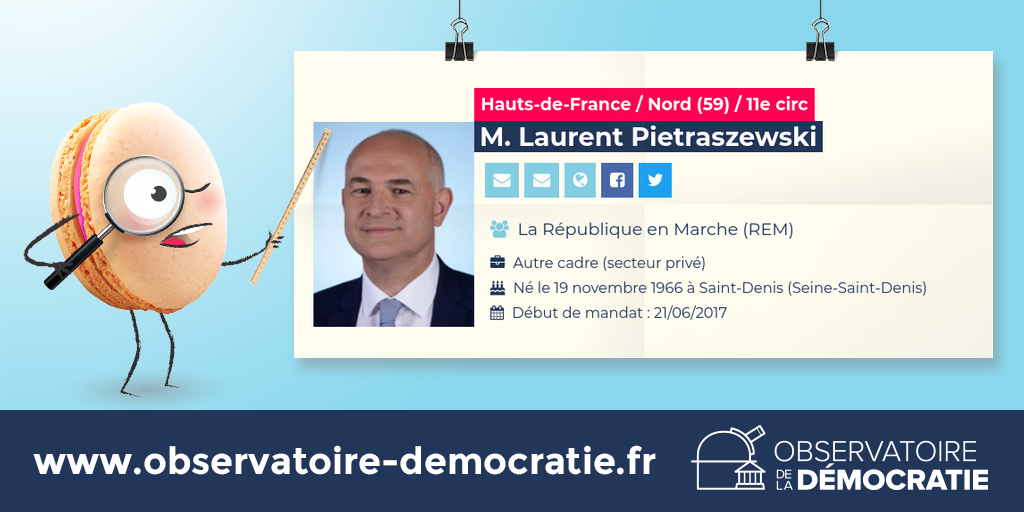 Hauts-de-France / Nord (59) / 11e circ
M. Laurent Pietraszewski
La République en Marche (REM)
Autre cadre (secteur privé)
Né le 19 novembre 1966 à Saint-Denis (Seine-Saint-Denis)
Début de mandat : 21/06/2017
www.observatoire-democratie.fr
OBSERVATOIRE
DE LA DÉMOCRATIE